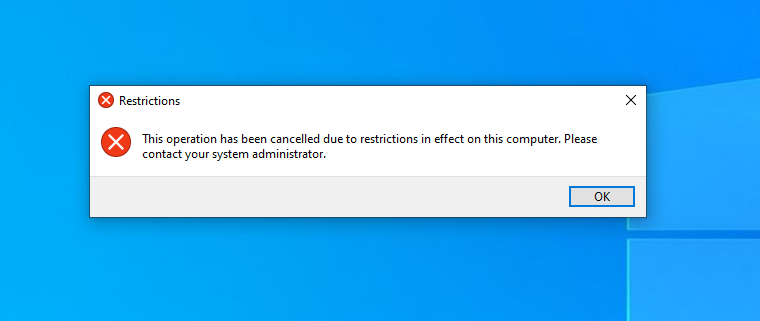 Restrictions
This operation has been cancelled due to restrictions in effect on this computer. Please
contact your system administrator.
OK